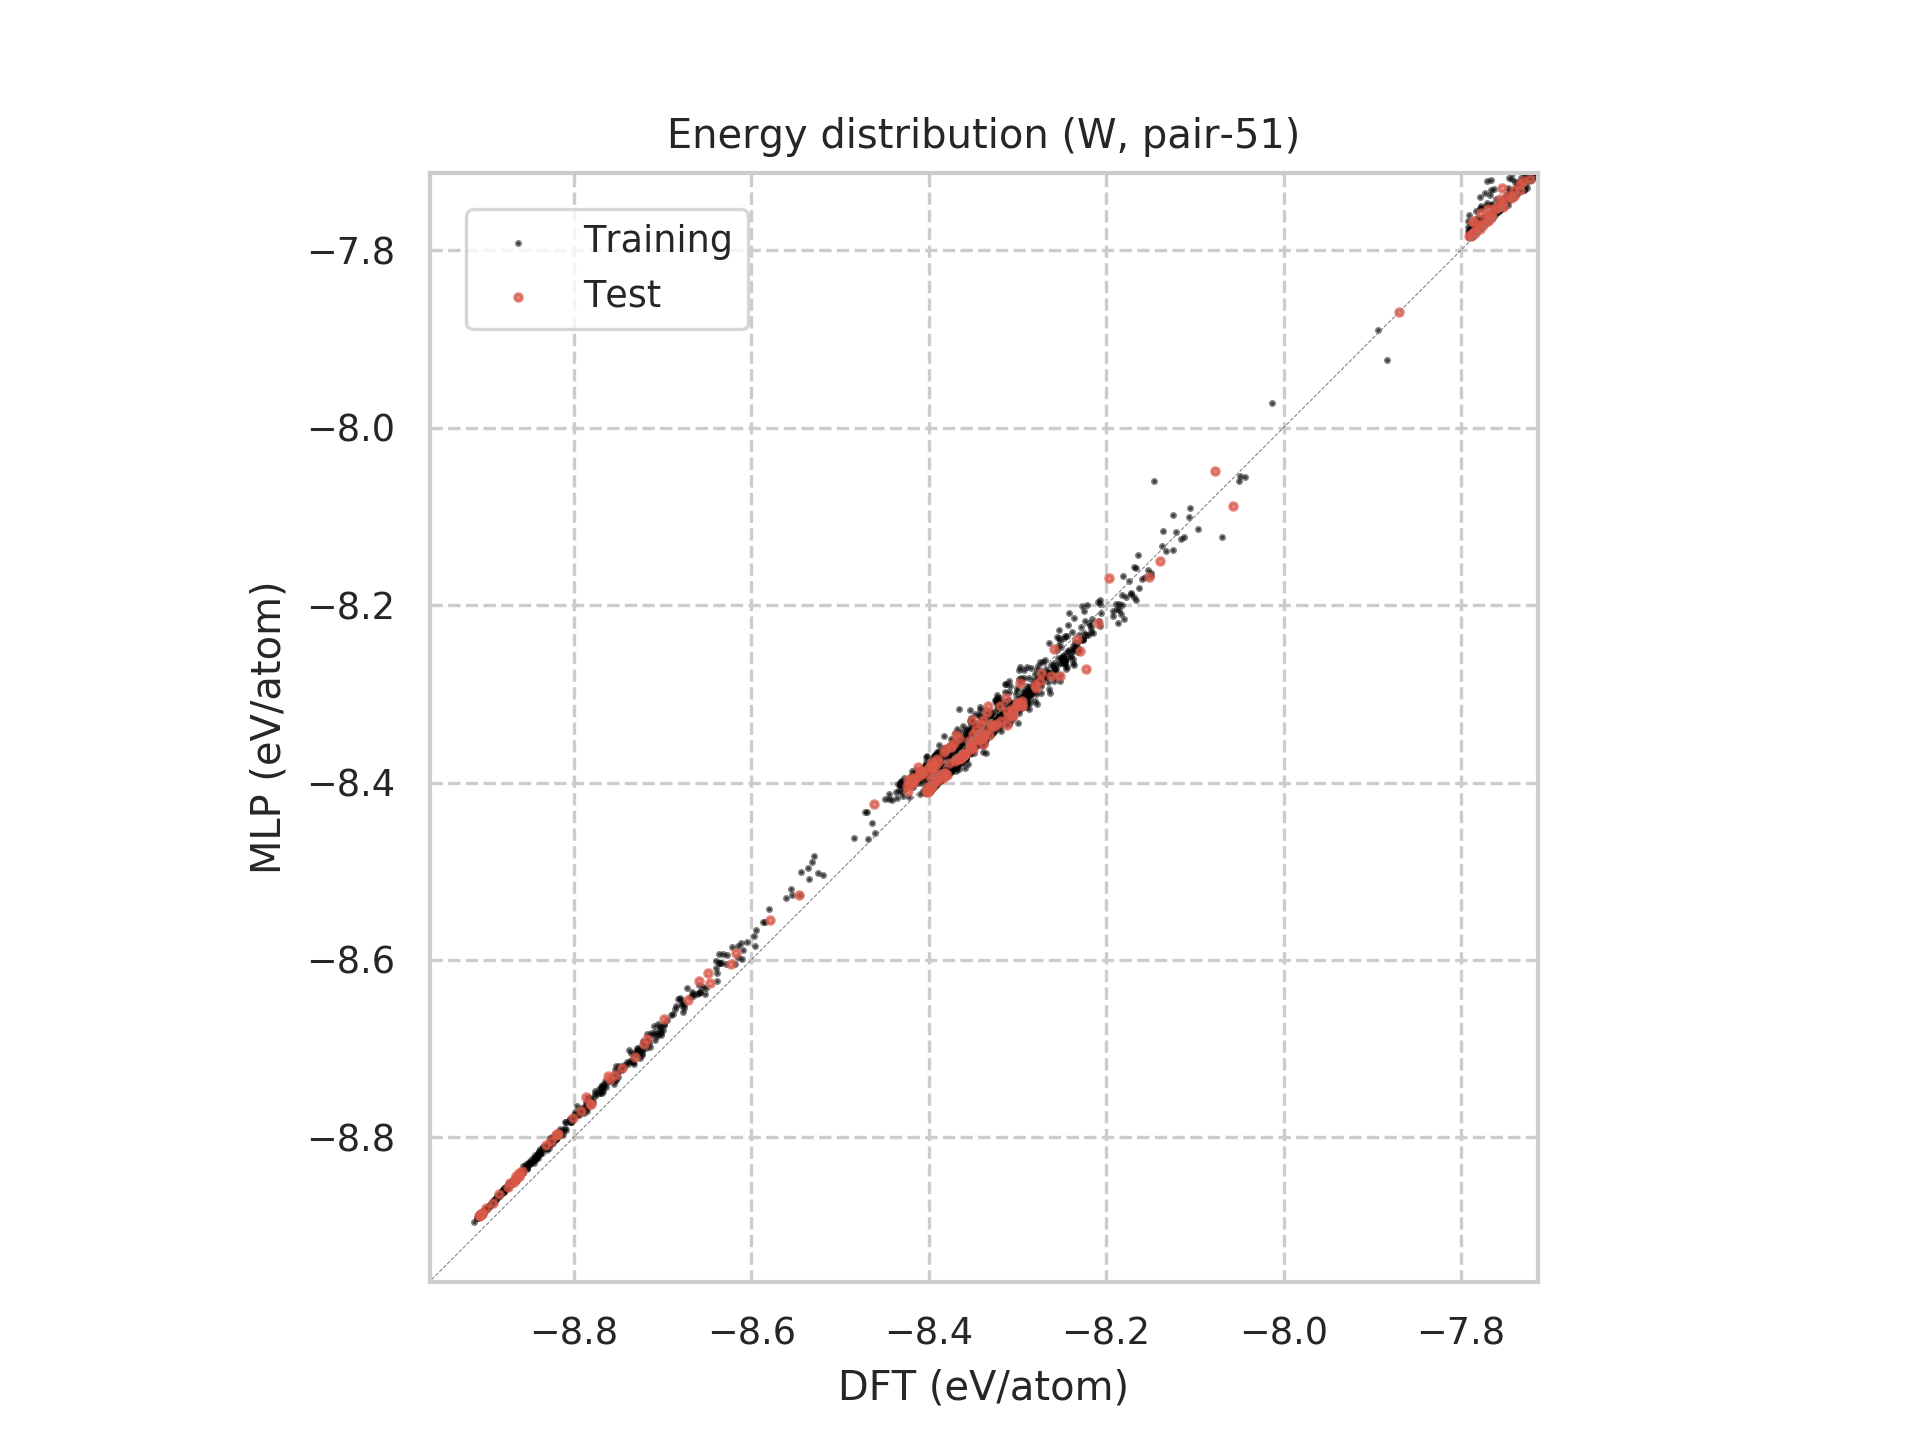 Energy distribution (W, pair-51)
Training
Test
MLP (eV/atom)
−7.8
−8.0
−8.2
−8.4
−8.6
−8.8
−8.8 −8.6 −8.4 −8.2 −8.0 −7.8
DFT (eV/atom)